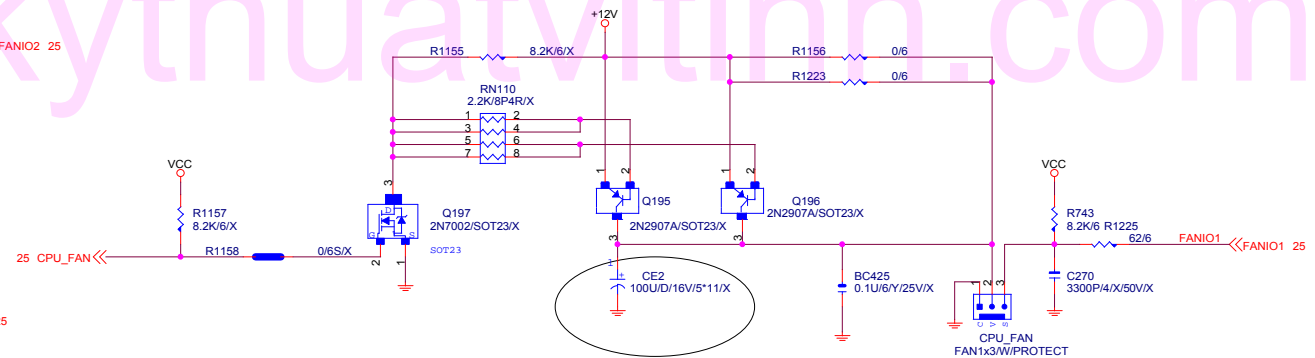 kythuatvitinh.com
+12V
FANIO2 25
R1155 8.2K/6/X
R1156 0/6
R1223 0/6
RN110
2.2K/8P4R/X
1 2
3 4
5 6
7 8
VCC
R1157
8.2K/6/X
3
D
G S
Q197
2N7002/SOT23/X
SOT23
2 1
25 CPU_FAN
R1158 0/6S/X
1 2
Q195
2N2907A/SOT23/X
3
1 2
Q196
2N2907A/SOT23/X
3
1
+
CE2
100U/D/16V/5*11/X
BC425
0.1U/6/Y/25V/X
VCC
R743
8.2K/6
R1225
62/6
FANIO1
FANIO1 25
C270
3300P/4/X/50V/X
1 2 3
C V S
CPU_FAN
FAN1x3/W/PROTECT